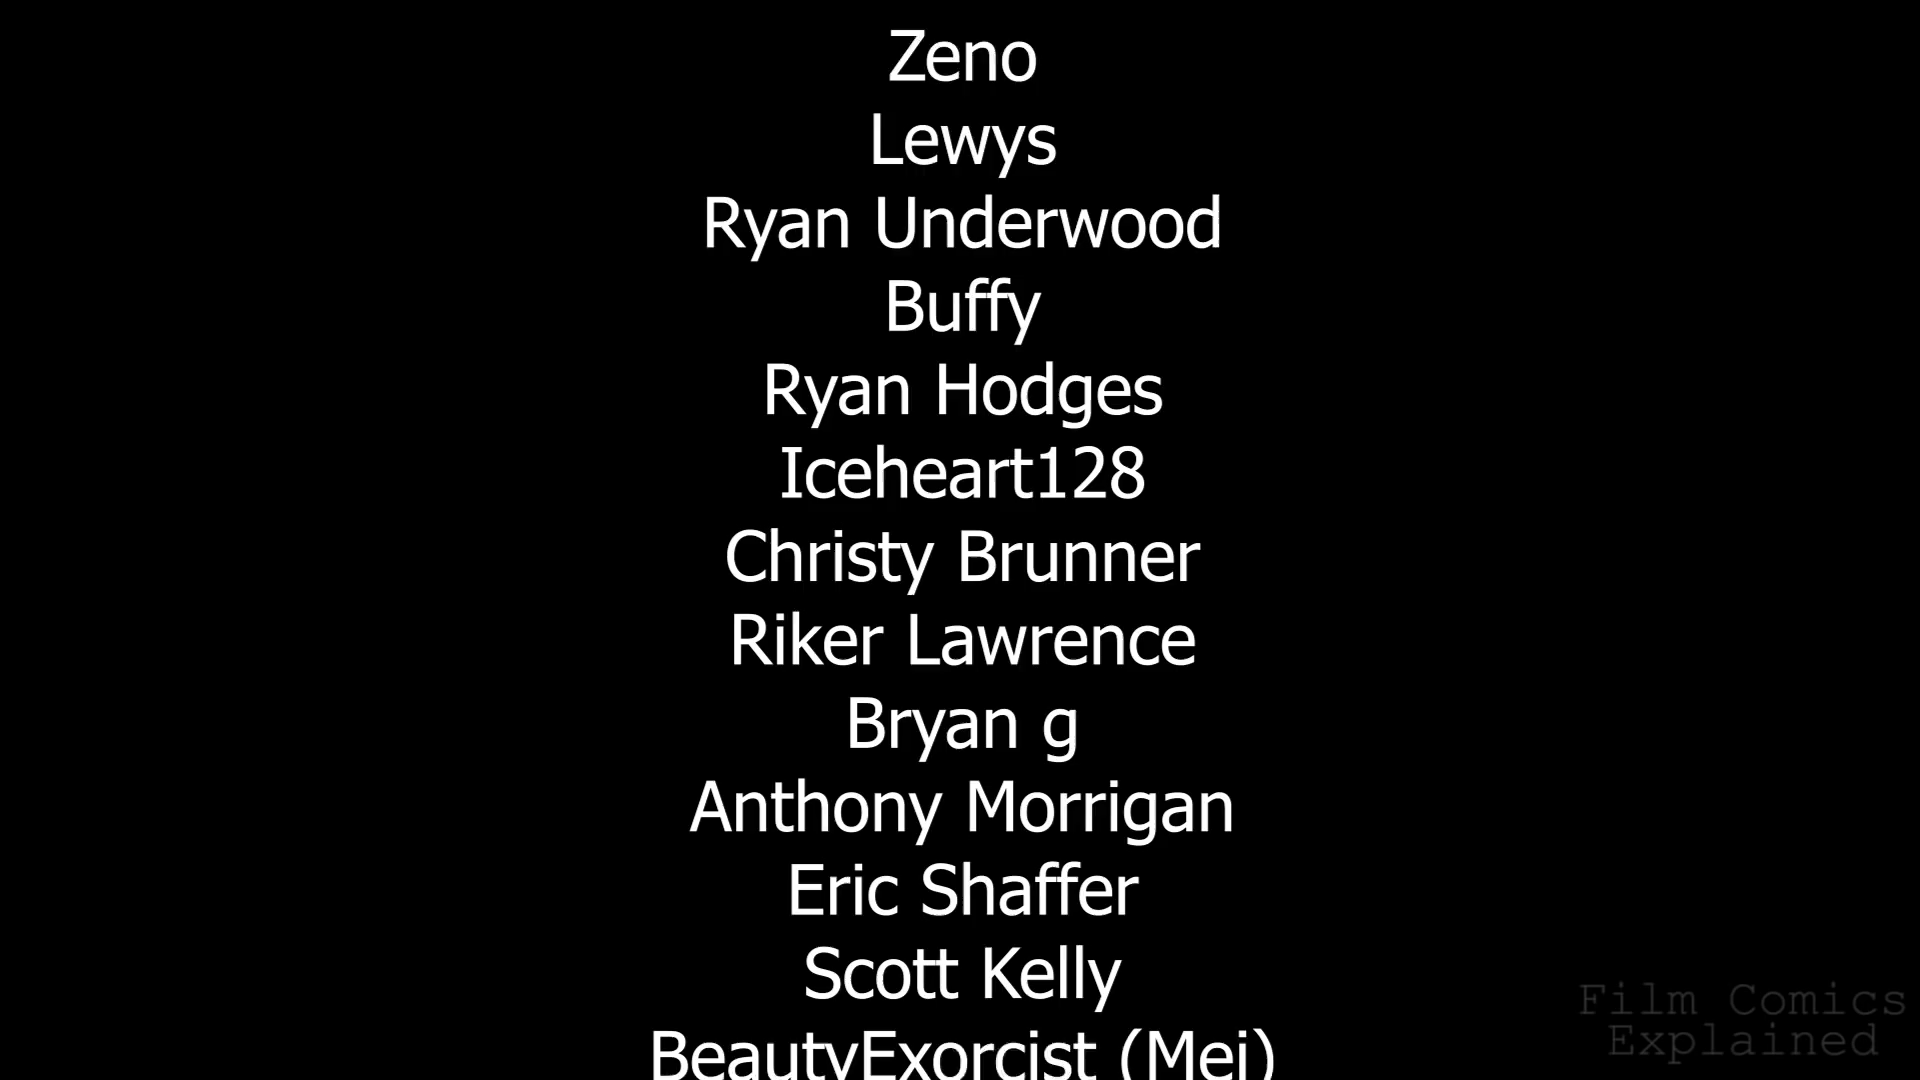 Zeno
Lewys
Ryan Underwood
Buffy
Ryan Hodges
Iceheart128
Christy Brunner
Riker Lawrence
Bryan g
Anthony Morrigan
Eric Shaffer
Scott Kelly
BeautyExorcist (Mei)
Film Comics
Explained